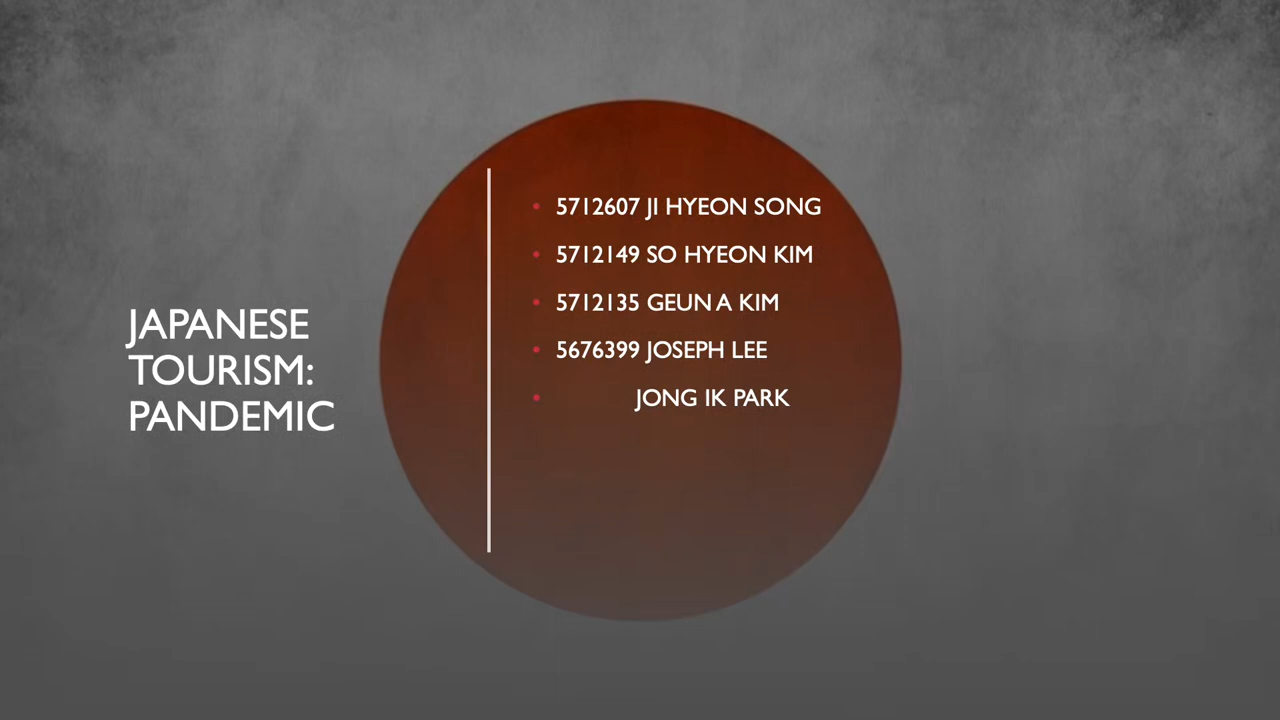 JAPANESE
TOURISM:
PANDEMIC
• 5712607 JI HYEON SONG
• 5712149 SO HYEON KIM
• 5712135 GEUN A KIM
• 5676399 JOSEPH LEE
• JONG IK PARK